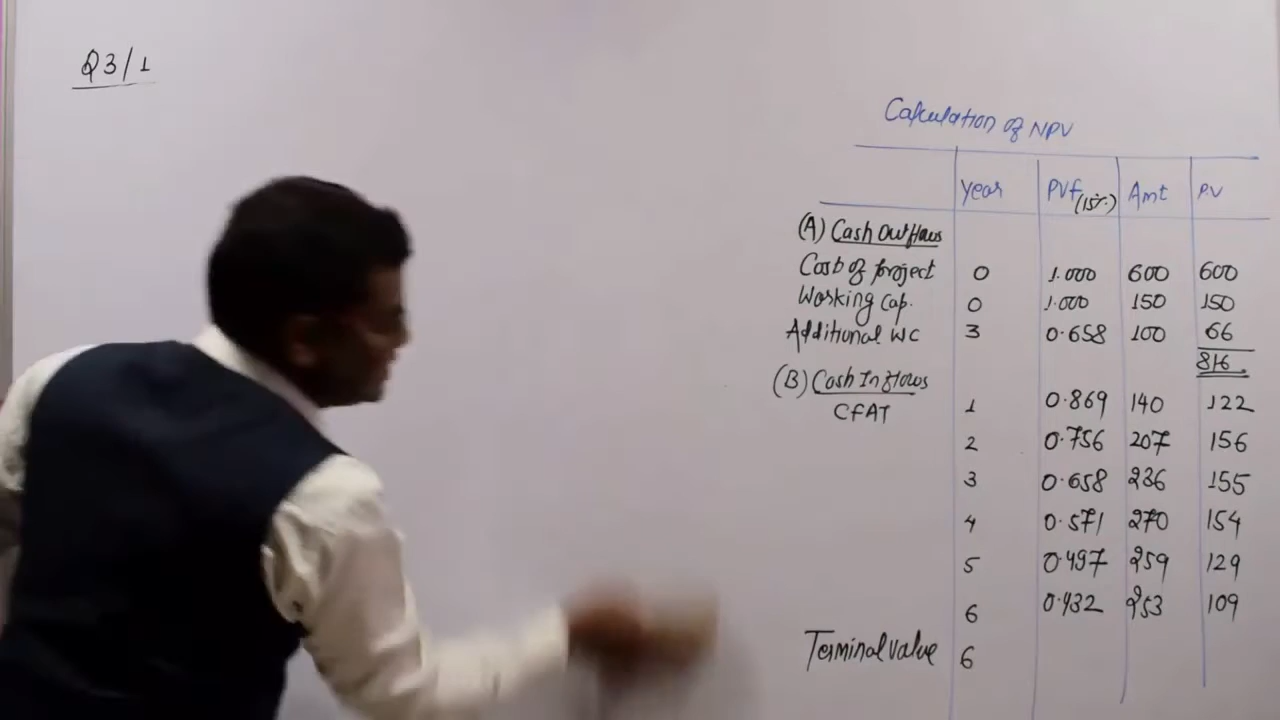 Q3/1
Calculation of NPV
Year PVf (15%) Amt P.V
(A) Cash Outflows
Cost of project 0 1.000 600 600
Working Cap. 0 1.000 150 150
Additional WC 3 0.658 100 66
816
(B) Cash Inflows
CFAT 1 0.869 140 122
2 0.756 207 156
3 0.658 236 155
4 0.571 270 154
5 0.497 259 129
6 0.432 253 109
Terminal value 6